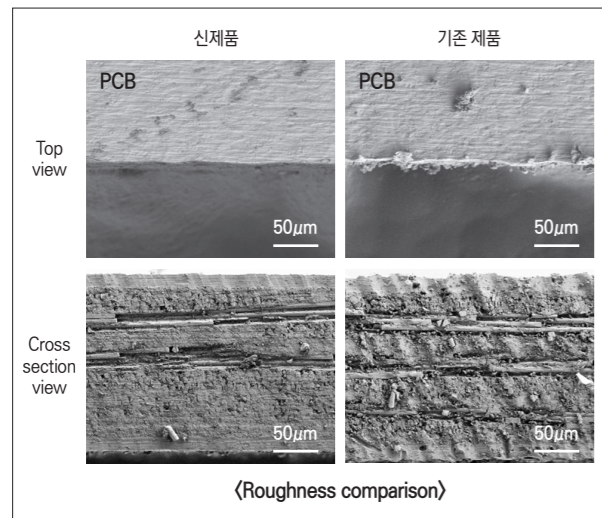 신제품
기존 제품
PCB
PCB
Top
view
50μm
50μm
Cross
section
view
50μm
50μm
〈Roughness comparison〉